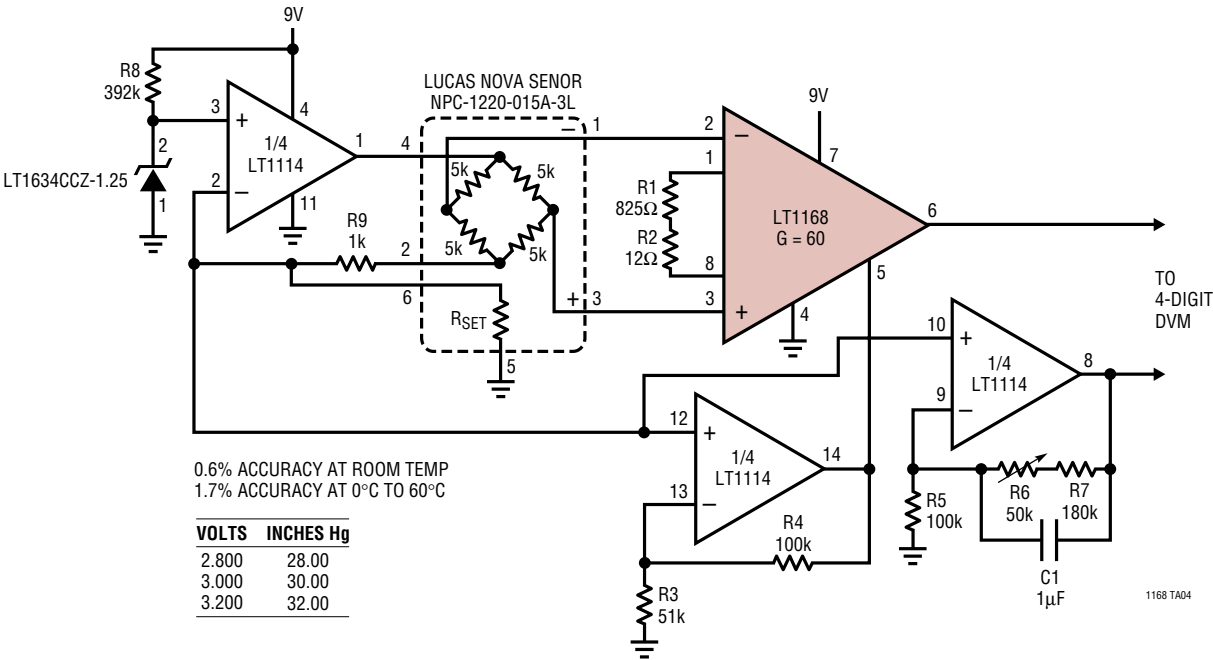 9V
R8
392k
3
+
4
2
1/4
LT1114
1
LT1634CCZ-1.25
2
−
1
11
R9
1k
2
6
LUCAS NOVA SENOR
NPC-1220-015A-3L
−
1
4
5k
5k
5k
5k
+
3
RSET
5
9V
2
−
7
1
R1
825Ω
LT1168
G = 60
6
R2
12Ω
8
5
3
+
4
TO
4-DIGIT
DVM
10
+
1/4
LT1114
8
9
−
12
+
1/4
LT1114
14
13
−
R5
100k
R6
50k
R7
180k
C1
1µF
R4
100k
R3
51k
0.6% ACCURACY AT ROOM TEMP
1.7% ACCURACY AT 0°C TO 60°C
VOLTS INCHES Hg
2.800 28.00
3.000 30.00
3.200 32.00
1168 TA04